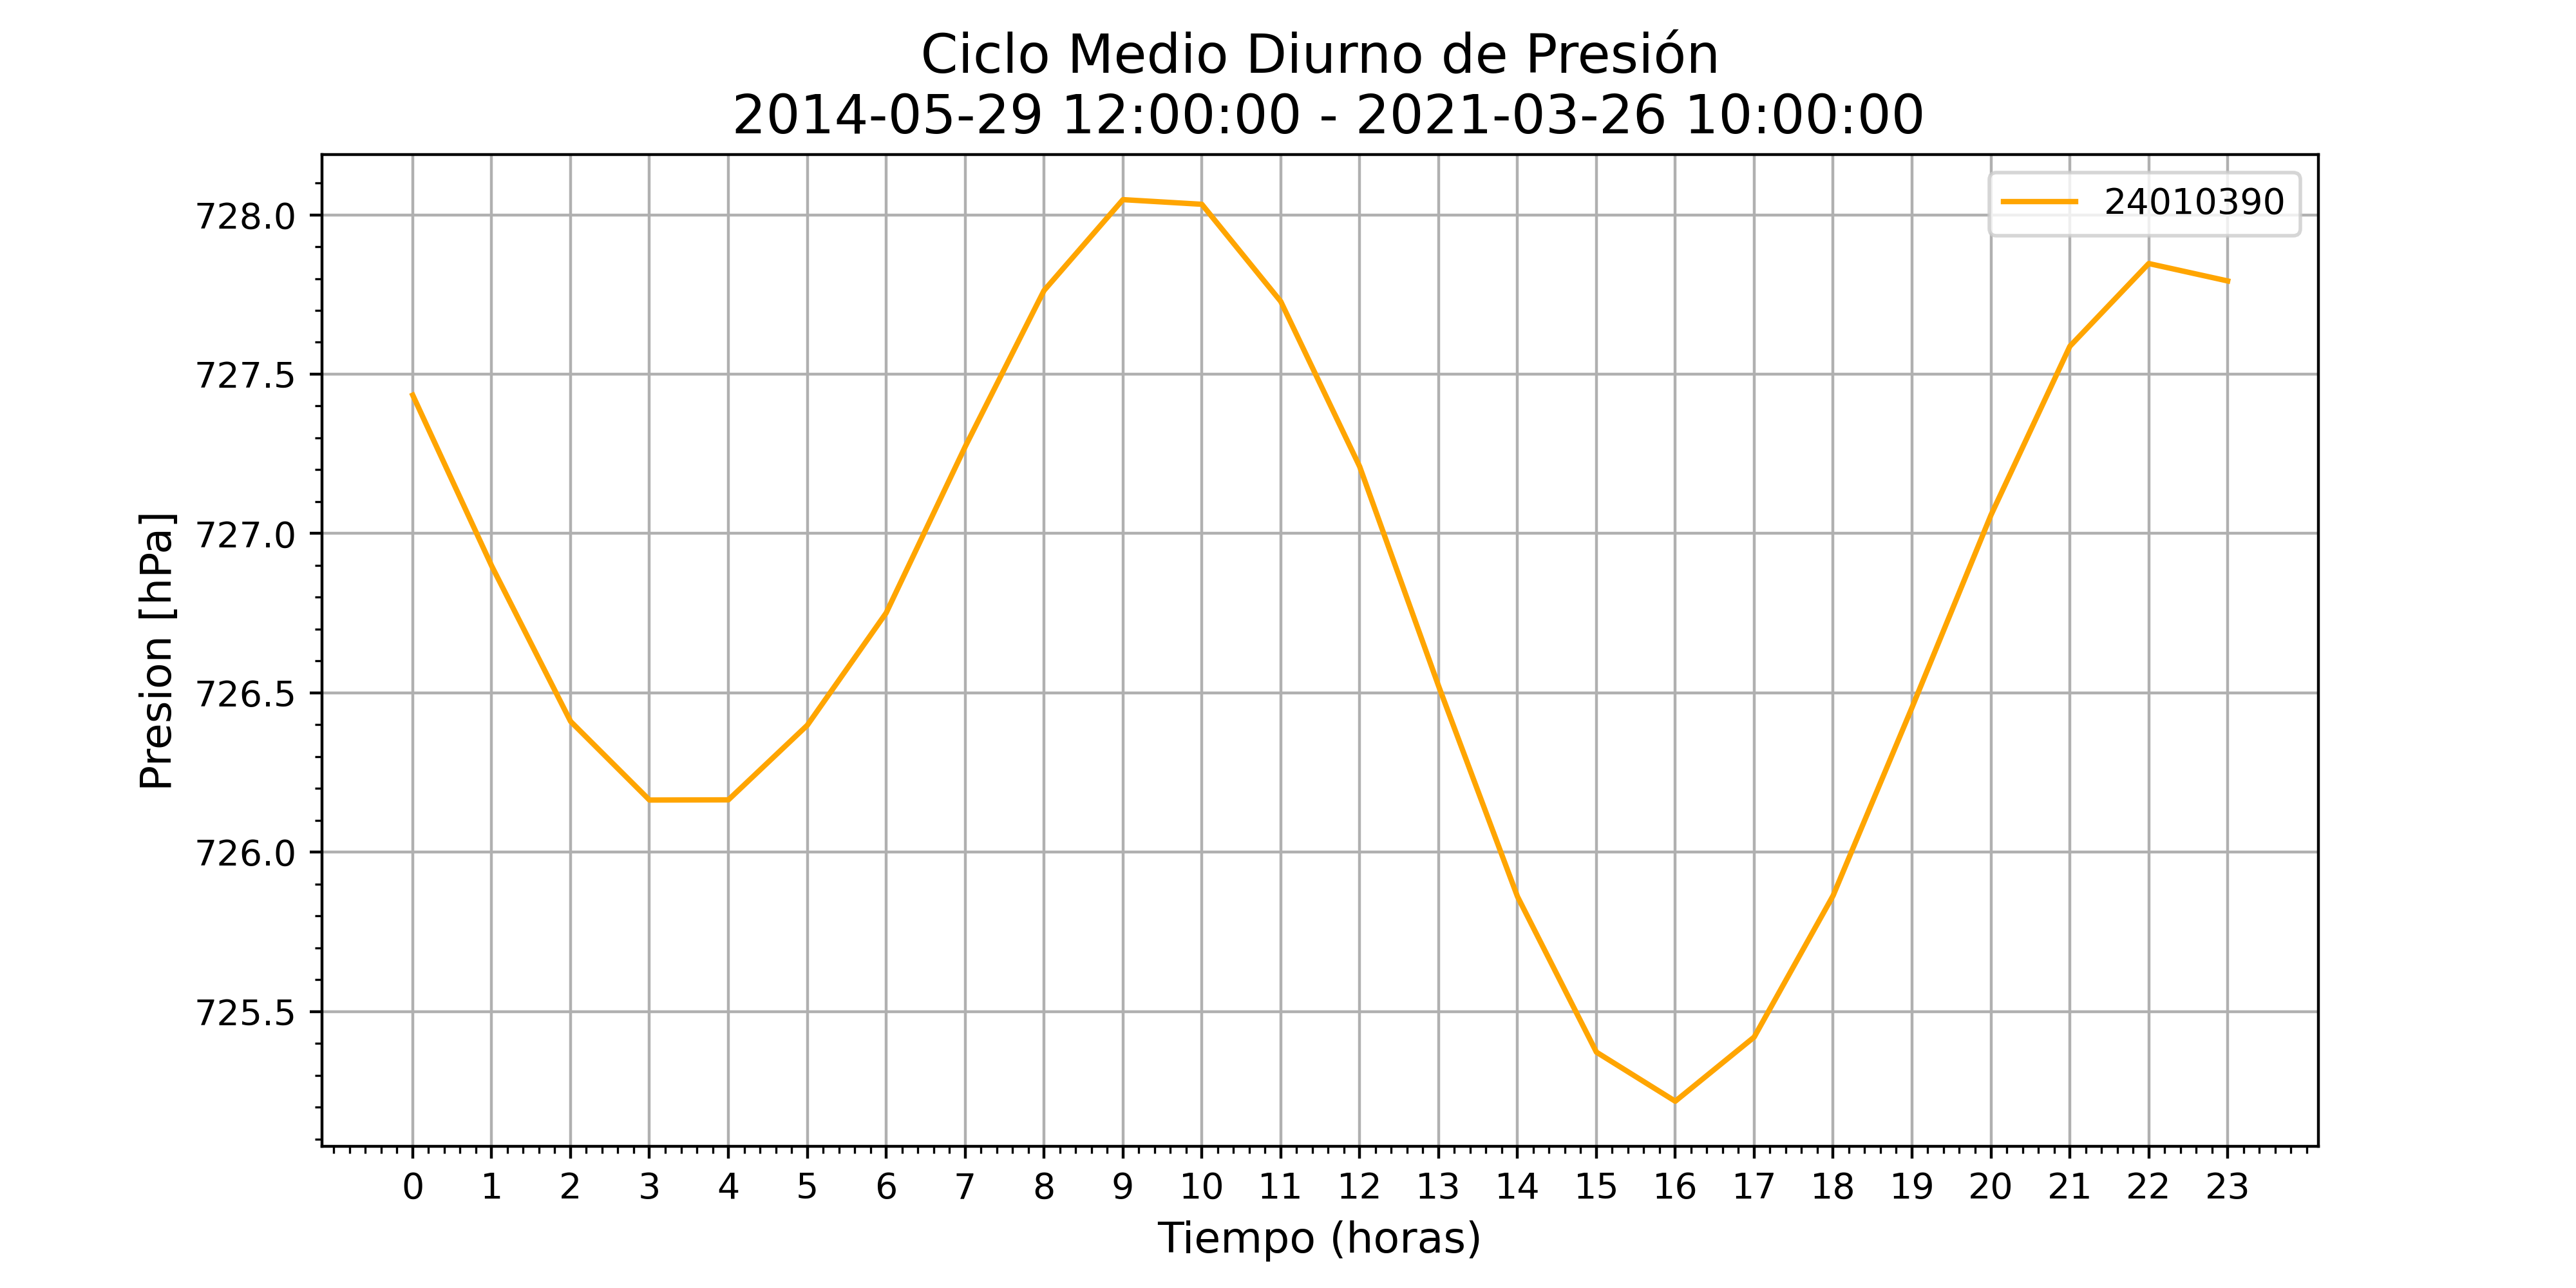 Ciclo Medio Diurno de Presión
2014-05-29 12:00:00 - 2021-03-26 10:00:00
24010390
Presion [hPa]
728.0
727.5
727.0
726.5
726.0
725.5
0 1 2 3 4 5 6 7 8 9 10 11 12 13 14 15 16 17 18 19 20 21 22 23
Tiempo (horas)